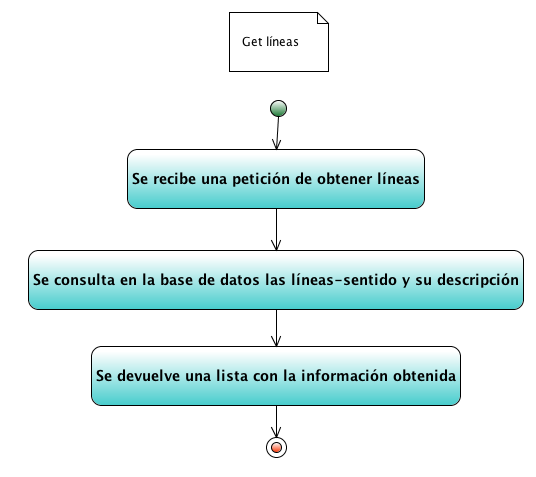 Get líneas
Se recibe una petición de obtener líneas
Se consulta en la base de datos las líneas-sentido y su descripción
Se devuelve una lista con la información obtenida